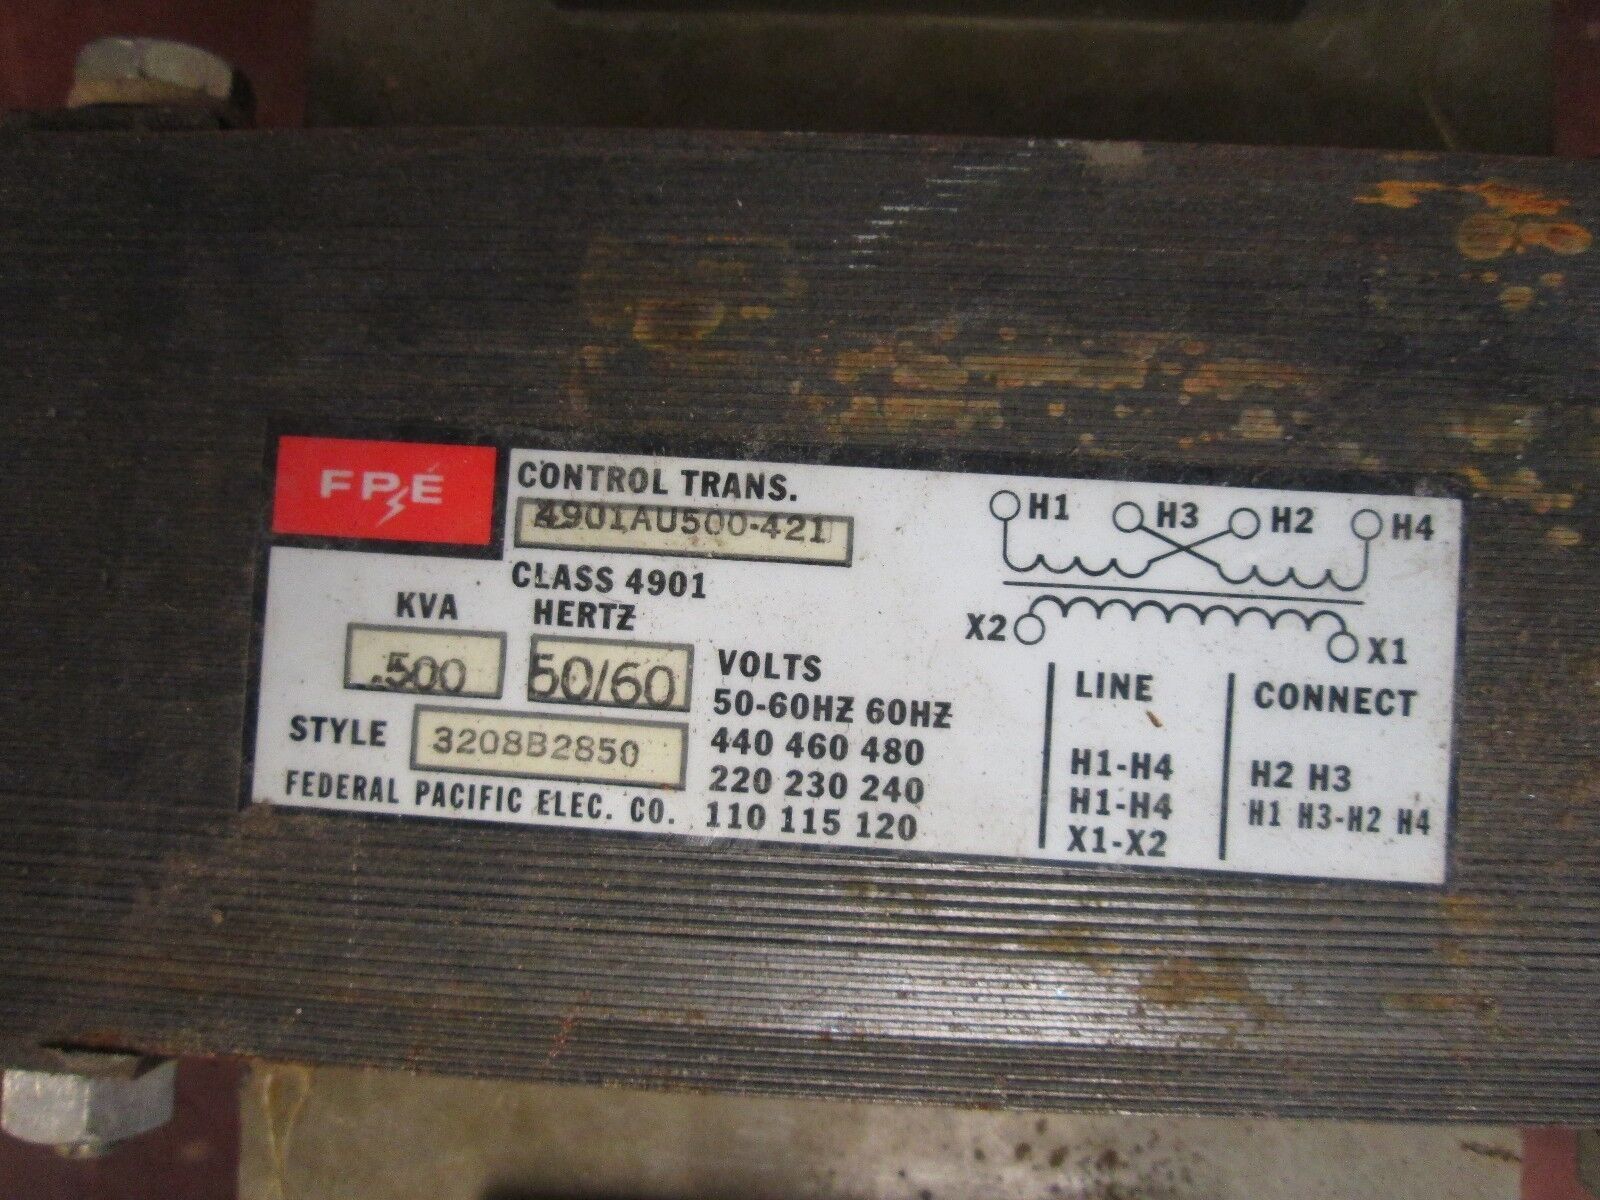 FPE
CONTROL TRANS.
4901AU500-421
CLASS 4901
KVA
HERTZ
.500
50/60
STYLE
3208B2850
FEDERAL PACIFIC ELEC. CO.
VOLTS
50-60HZ 60HZ
440 460 480
220 230 240
110 115 120
H1 H3 H2 H4
X2 X1
LINE
H1-H4
H1-H4
X1-X2
CONNECT
H2 H3
H1 H3-H2 H4